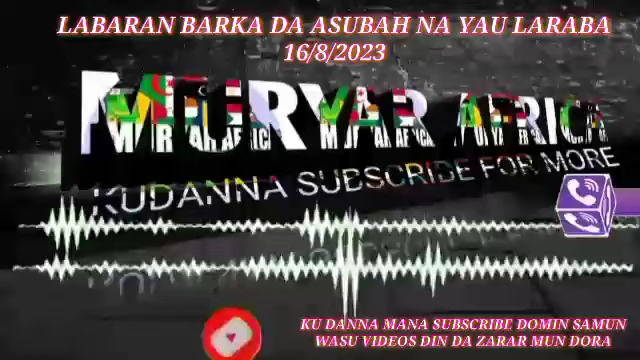 LABARAN BARKA DA ASUBAH NA YAU LARABA
16/8/2023
MURYAR AFRICA
KUDANNA SUBSCRIBE FOR MORE
KU DANNA MANA SUBSCRIBE DOMIN SAMUN
WASU VIDEOS DIN DA ZARAR MUN DORA